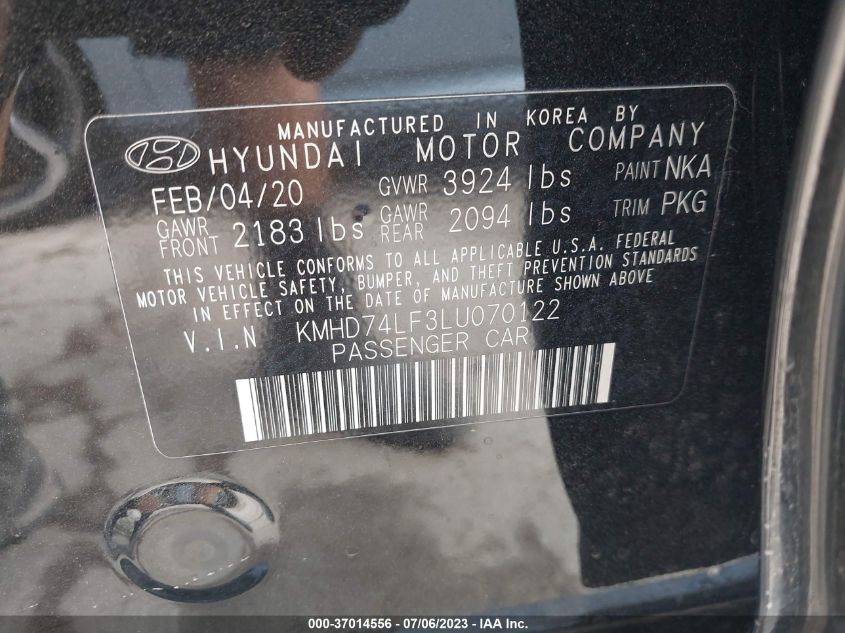 MANUFACTURED IN KOREA BY
HYUNDAI MOTOR COMPANY
FEB/04/20 GVWR 3924 lbs PAINT NKA
GAWR FRONT 2183 lbs GAWR REAR 2094 lbs TRIM PKG
THIS VEHICLE CONFORMS TO ALL APPLICABLE U.S.A. FEDERAL
MOTOR VEHICLE SAFETY, BUMPER, AND THEFT PREVENTION STANDARDS
IN EFFECT ON THE DATE OF MANUFACTURE SHOWN ABOVE
V.I.N KMHD74LF3LU070122
PASSENGER CAR
000-37014556 - 07/06/2023 - IAA Inc.